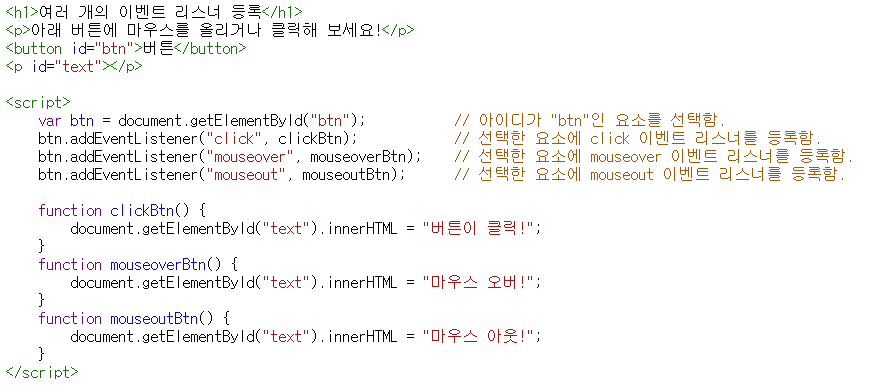 <h1>여러 개의 이벤트 리스너 등록</h1>
<p>아래 버튼에 마우스를 올리거나 클릭해 보세요!</p>
<button id="btn">버튼</button>
<p id="text"></p>

<script>
    var btn = document.getElementById("btn");           // 아이디가 "btn"인 요소를 선택함.
    btn.addEventListener("click", clickBtn);            // 선택한 요소에 click 이벤트 리스너를 등록함.
    btn.addEventListener("mouseover", mouseoverBtn);    // 선택한 요소에 mouseover 이벤트 리스너를 등록함.
    btn.addEventListener("mouseout", mouseoutBtn);      // 선택한 요소에 mouseout 이벤트 리스너를 등록함.

    function clickBtn() {
        document.getElementById("text").innerHTML = "버튼이 클릭!";
    }
    function mouseoverBtn() {
        document.getElementById("text").innerHTML = "마우스 오버!";
    }
    function mouseoutBtn() {
        document.getElementById("text").innerHTML = "마우스 아웃!";
    }
</script>